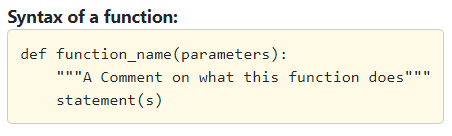 Syntax of a function:
def function_name(parameters):
    """A Comment on what this function does"""
    statement(s)